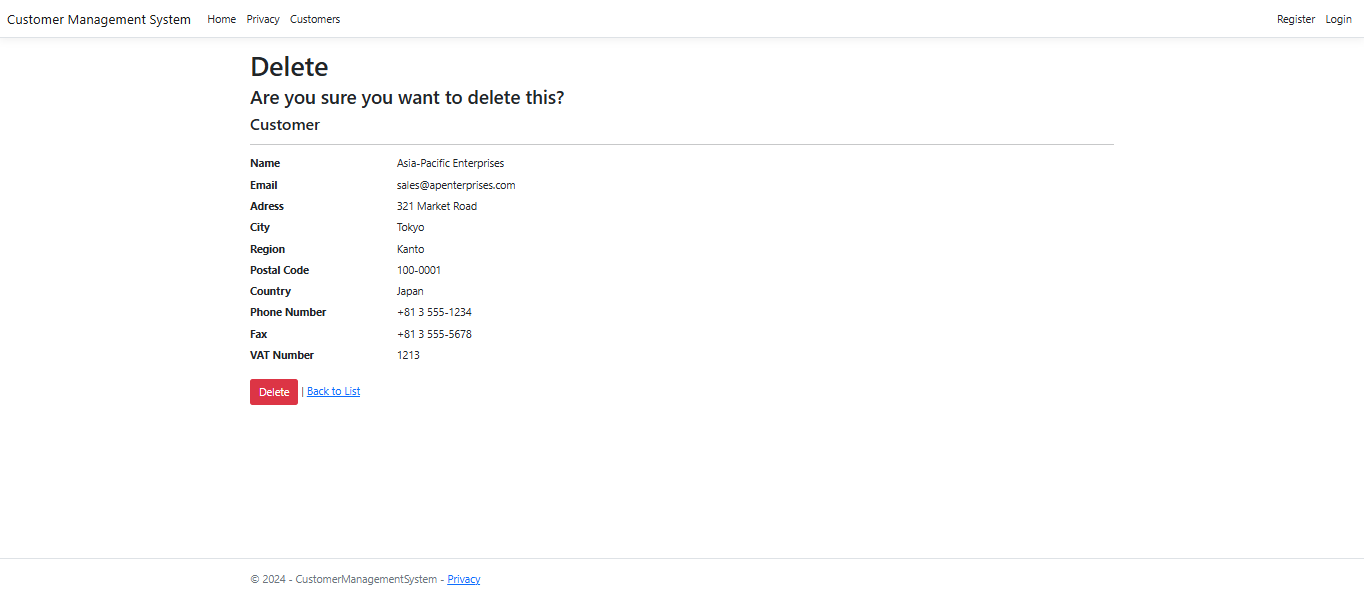 Customer Management System Home Privacy Customers Register Login
Delete
Are you sure you want to delete this?
Customer
Name Asia-Pacific Enterprises
Email sales@apenterprises.com
Adress 321 Market Road
City Tokyo
Region Kanto
Postal Code 100-0001
Country Japan
Phone Number +81 3 555-1234
Fax +81 3 555-5678
VAT Number 1213
Delete | Back to List
© 2024 - CustomerManagementSystem - Privacy